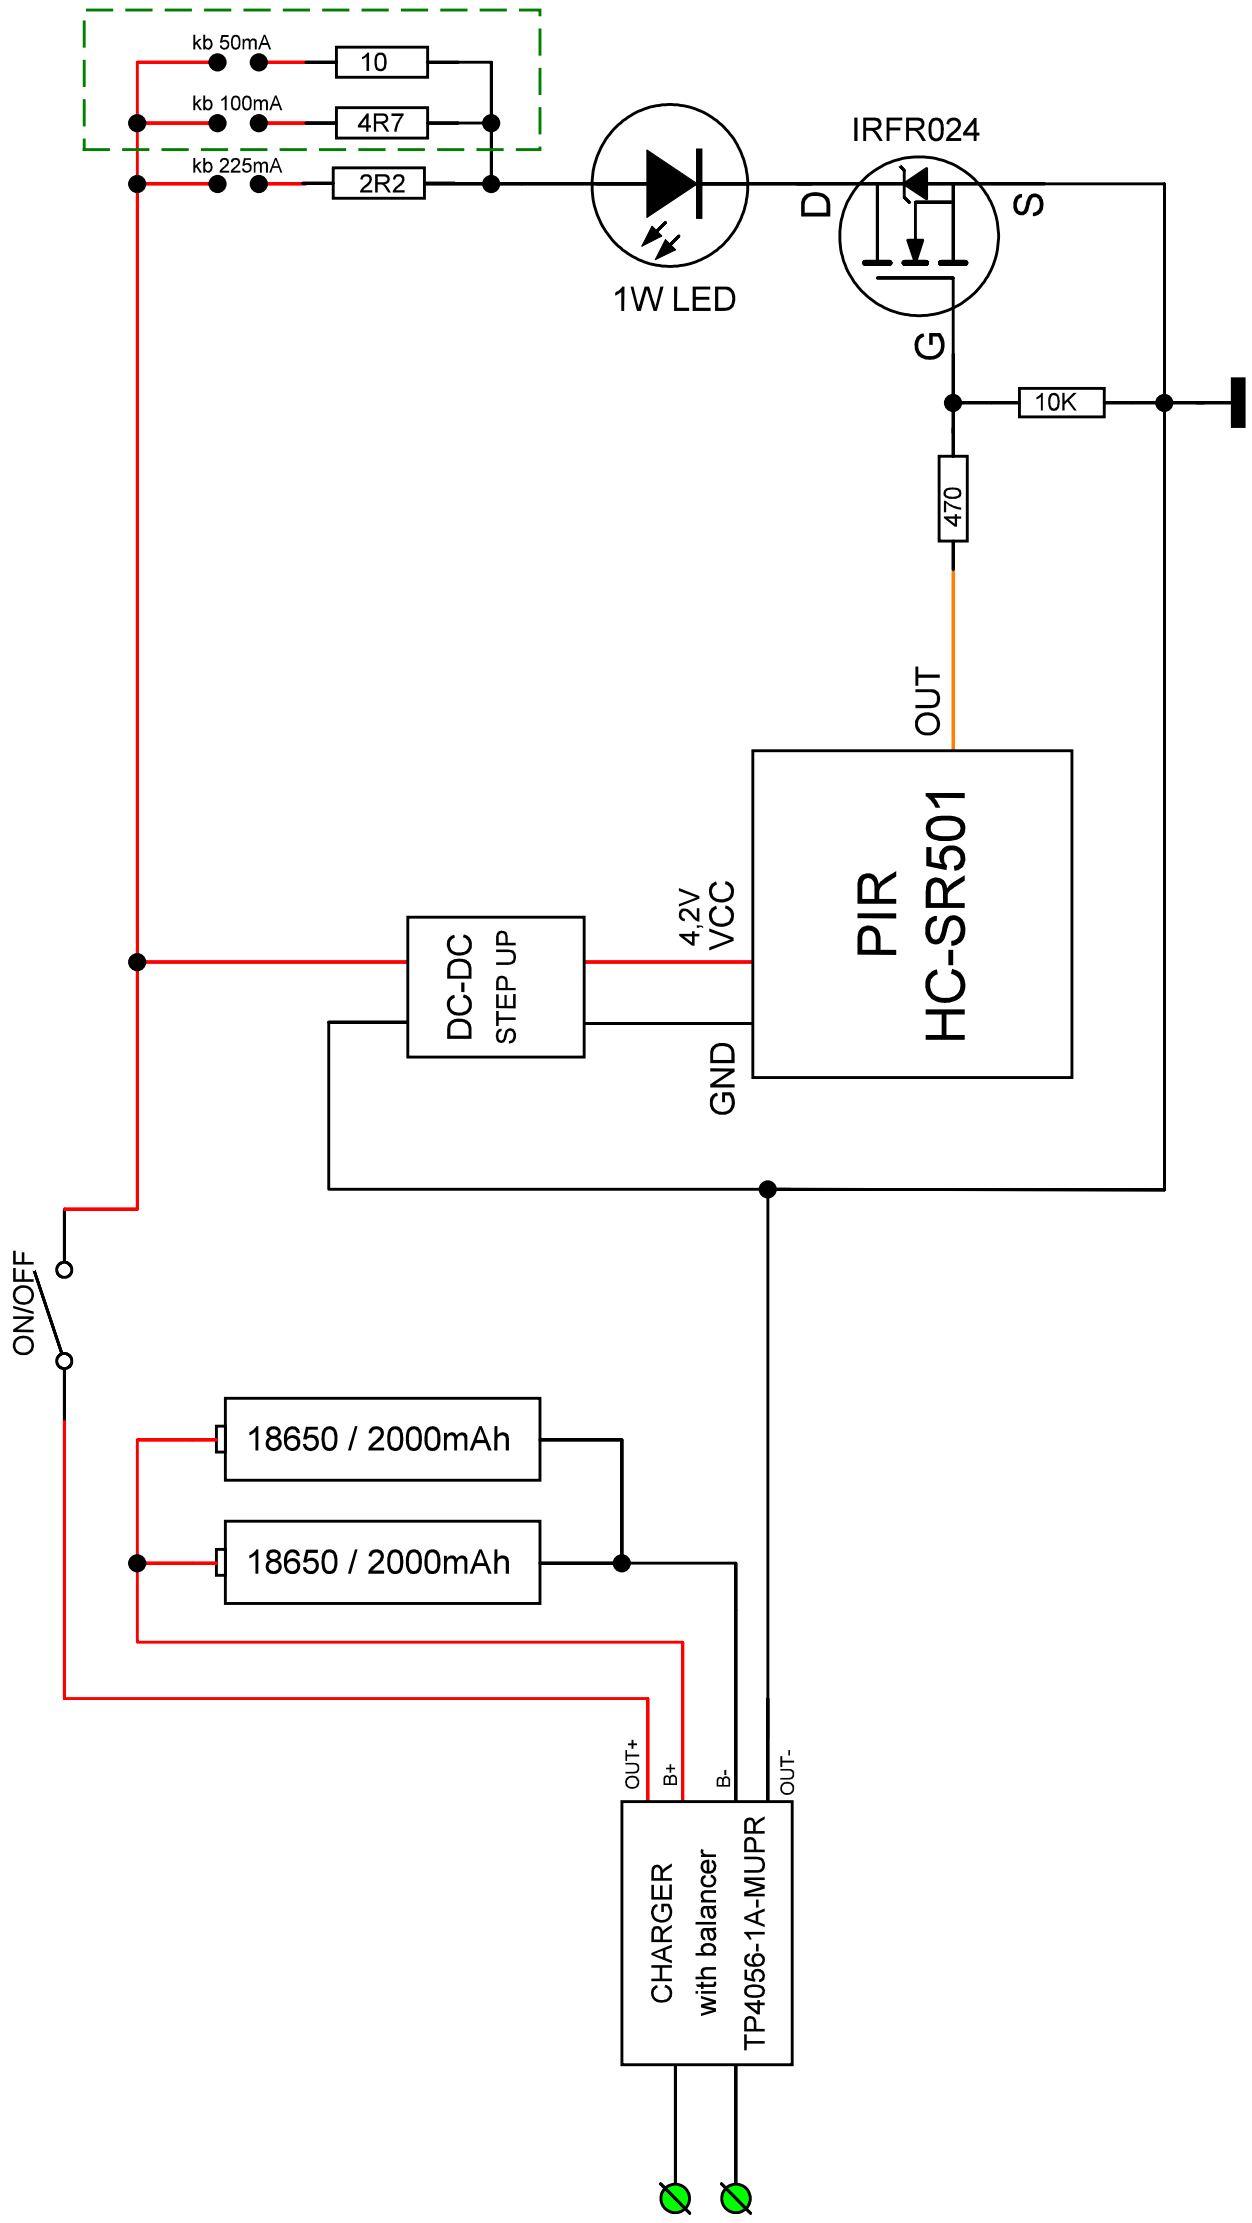 kb 50mA
10
kb 100mA
4R7
kb 225mA
2R2
IRFR024
D
S
G
1W LED
10K
470
OUT
PIR
HC-SR501
4,2V
VCC
GND
DC-DC
STEP UP
ON/OFF
18650 / 2000mAh
18650 / 2000mAh
OUT+
B+
B-
OUT-
CHARGER
with balancer
TP4056-1A-MUPR